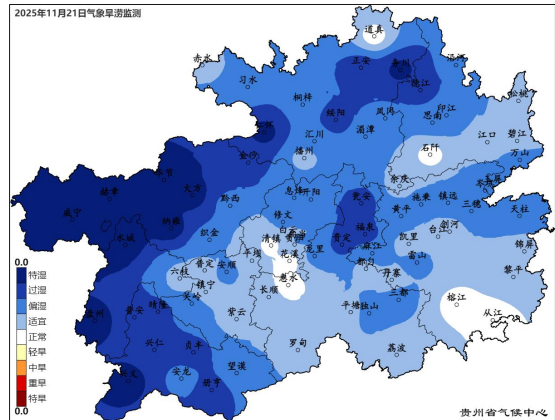 2025年11月21日气象旱涝监测
道真
赤水
正安
务川
沿河
习水
德江
桐梓
松桃
绥阳
凤冈
印江
思南
仁怀
汇川
湄潭
江口
碧江
石阡
万山
金沙
播州
余庆
玉屏
岑巩
毕节
赫章
大方
黔西
息烽
开阳
瓮安
施秉
镇远
三穗
天柱
威宁
纳雍
修文
黄平
福泉
台江
剑河
水城
织金
白云
清镇
贵阳
贵定
凯里
麻江
锦屏
平坝
花溪
龙里
雷山
六枝
普定
安顺
都匀
黎平
惠水
丹寨
镇宁
长顺
榕江
关岭
三都
盘州
普安
晴隆
紫云
平塘
独山
从江
兴仁
贞丰
罗甸
荔波
望谟
兴义
安龙
册亨
0.0
特湿
过湿
偏湿
适宜
正常
轻旱
中旱
重旱
特旱
0.0
贵州省气候中心